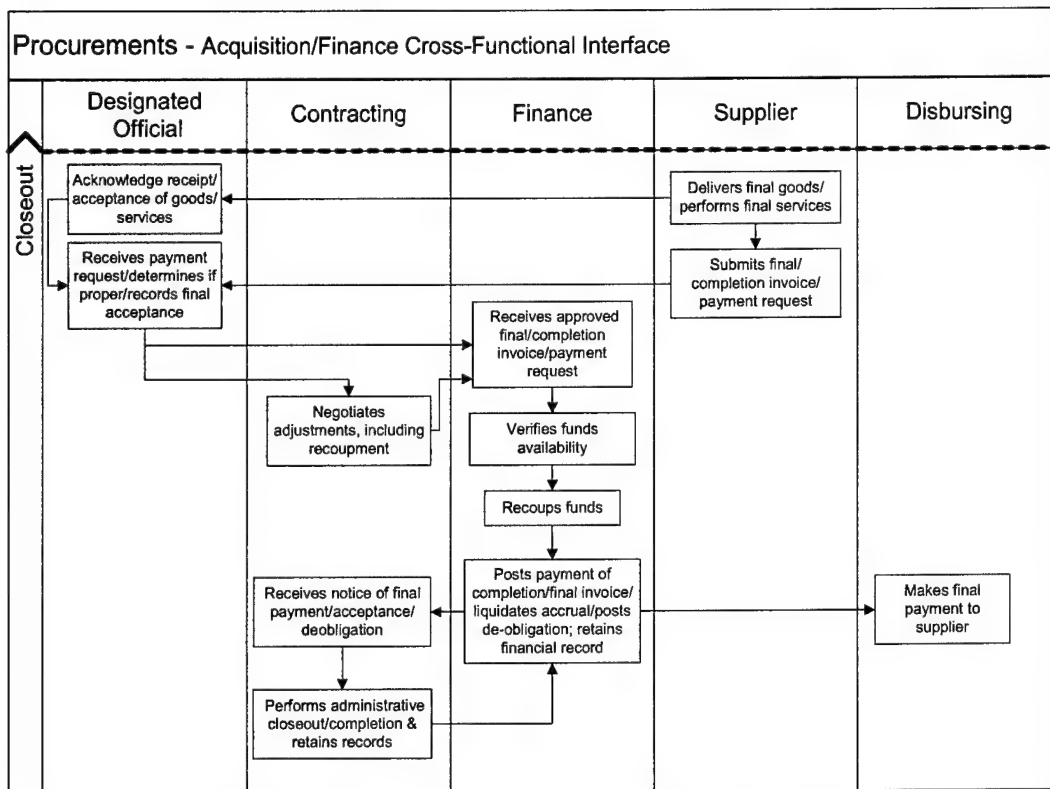 Procurements - Acquisition/Finance Cross-Functional Interface
Designated
Official
Contracting
Finance
Supplier
Disbursing
Closeout
Acknowledge receipt/
acceptance of goods/
services
Delivers final goods/
performs final services
Receives payment
request/determines if
proper/records final
acceptance
Submits final/
completion invoice/
payment request
Receives approved
final/completion
invoice/payment
request
Negotiates
adjustments, including
recoupment
Verifies funds
availability
Recoups funds
Receives notice of final
payment/acceptance/
deobligation
Posts payment of
completion/final invoice/
liquidates accrual/posts
de-obligation; retains
financial record
Makes final
payment to
supplier
Performs administrative
closeout/completion &
retains records